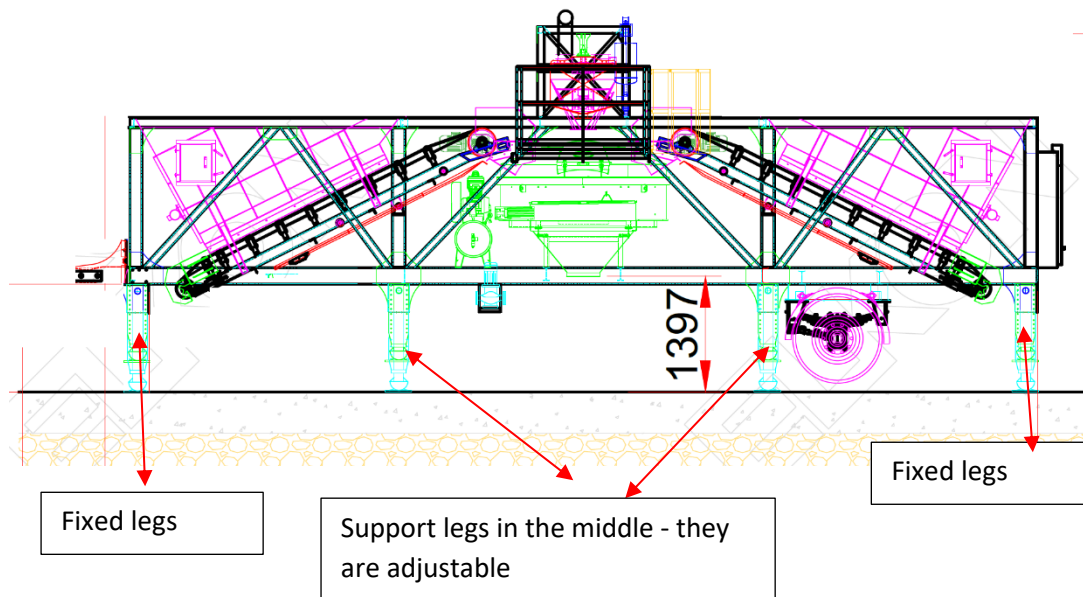 1397
Fixed legs
Support legs in the middle - they
are adjustable
Fixed legs